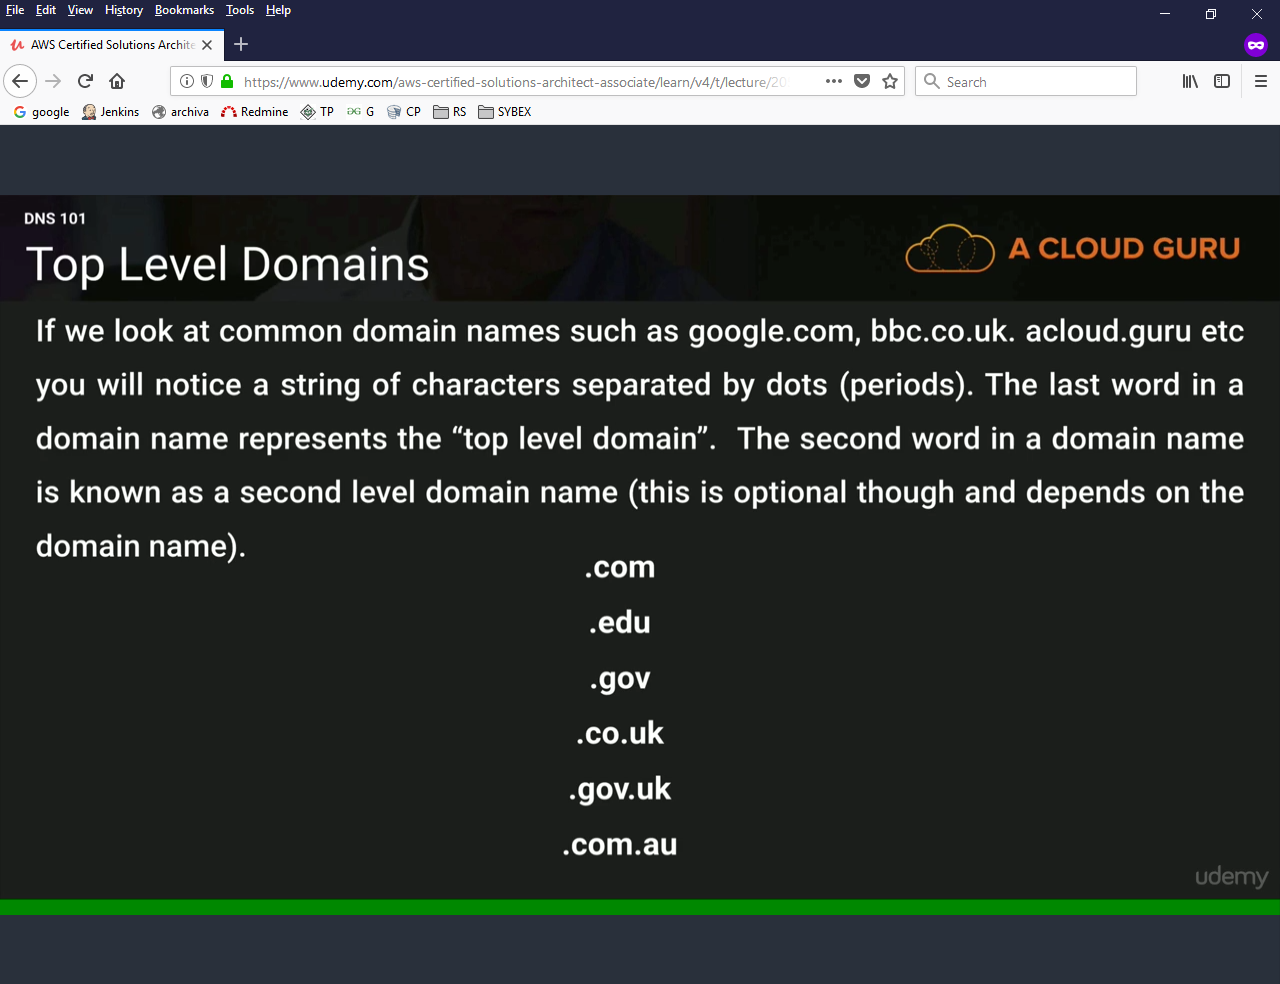 File Edit View History Bookmarks Tools Help
AWS Certified Solutions Archite
https://www.udemy.com/aws-certified-solutions-architect-associate/learn/v4/t/lecture/20
Search
google Jenkins archiva Redmine TP G CP RS SYBEX
DNS 101
Top Level Domains
A CLOUD GURU
If we look at common domain names such as google.com, bbc.co.uk. acloud.guru etc
you will notice a string of characters separated by dots (periods). The last word in a
domain name represents the “top level domain”. The second word in a domain name
is known as a second level domain name (this is optional though and depends on the
domain name).
.com
.edu
.gov
.co.uk
.gov.uk
.com.au
udemy